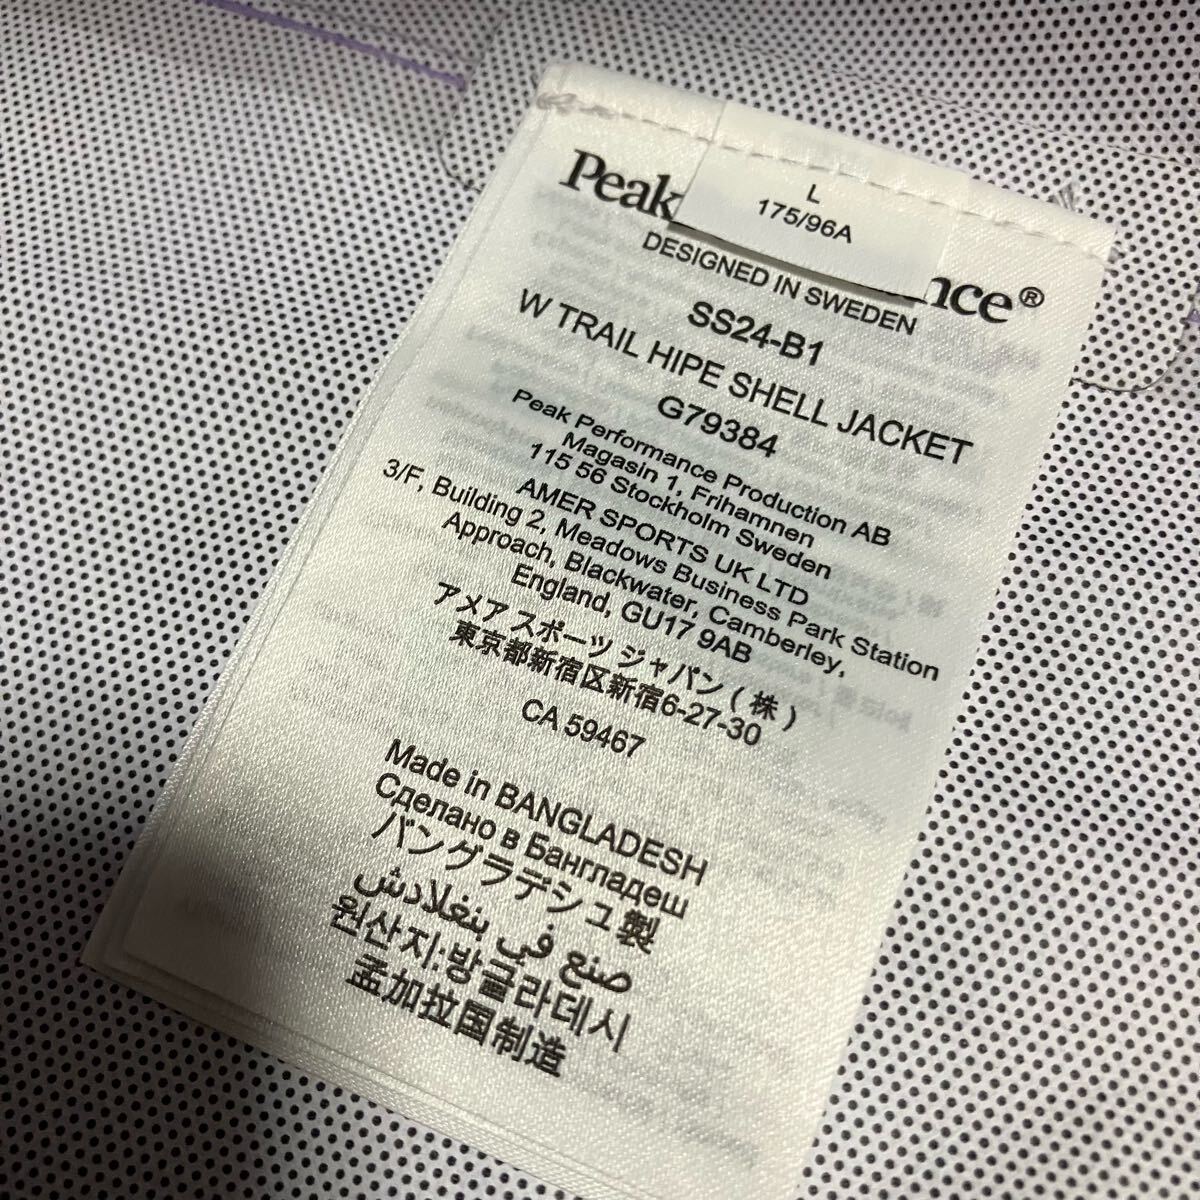 L
175/96A
Peak nce®
DESIGNED IN SWEDEN
SS24-B1
W TRAIL HIPE SHELL JACKET
G79384
Peak Performance Production AB
Magasin 1, Frihamnen
115 56 Stockholm Sweden
AMER SPORTS UK LTD
3/F, Building 2, Meadows Business Park Station
Approach, Blackwater, Camberley,
England, GU17 9AB
アメア スポーツ ジャパン ( 株 )
東京都新宿区新宿6-27-30
CA 59467
Made in BANGLADESH
Сделано в Бангладеш
バングラデシュ製
صنع في بنغلادش
원산지:방글라데시
孟加拉国制造